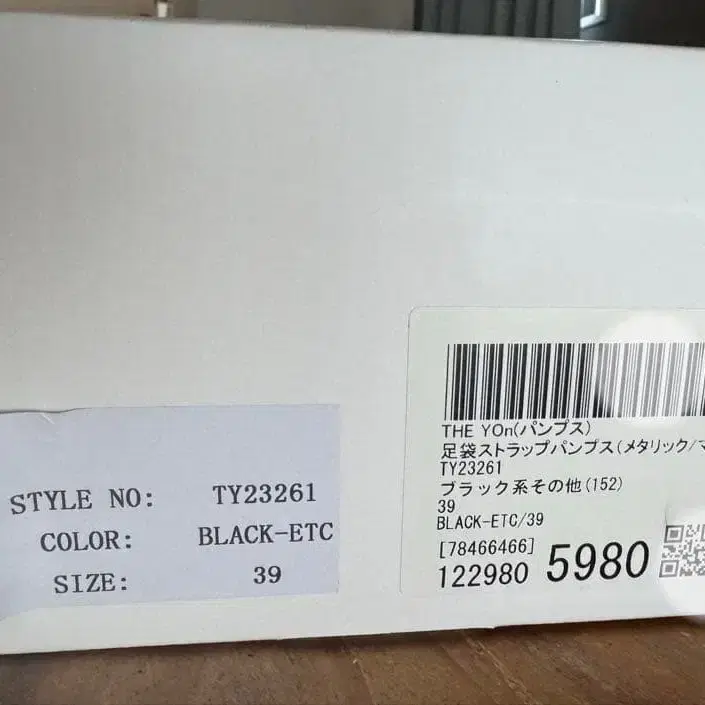 STYLE NO: TY23261
COLOR: BLACK-ETC
SIZE: 39
THE YOn(パンプス)
足袋ストラップパンプス(メタリック/マ
TY23261
ブラック系その他(152)
39
BLACK-ETC/39
[78466466]
122980 5980